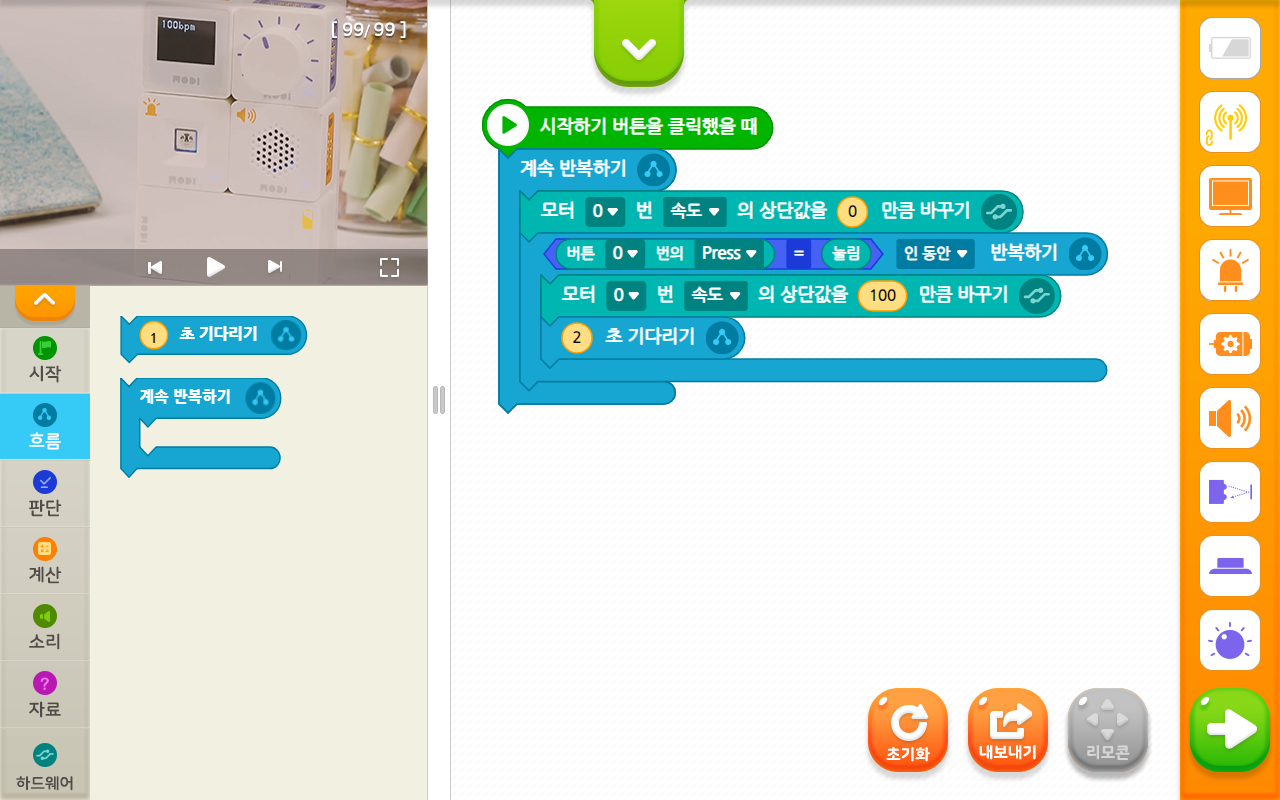 100bpm
[ 99/99 ]
MODI
MODI
MODI
MODI
MODI
시작
흐름
판단
계산
소리
자료
하드웨어
1 초 기다리기
계속 반복하기
시작하기 버튼을 클릭했을 때
계속 반복하기
모터 0 번 속도 의 상단값을 0 만큼 바꾸기
버튼 0 번의 Press = 눌림 인 동안 반복하기
모터 0 번 속도 의 상단값을 100 만큼 바꾸기
2 초 기다리기
초기화
내보내기
리모콘